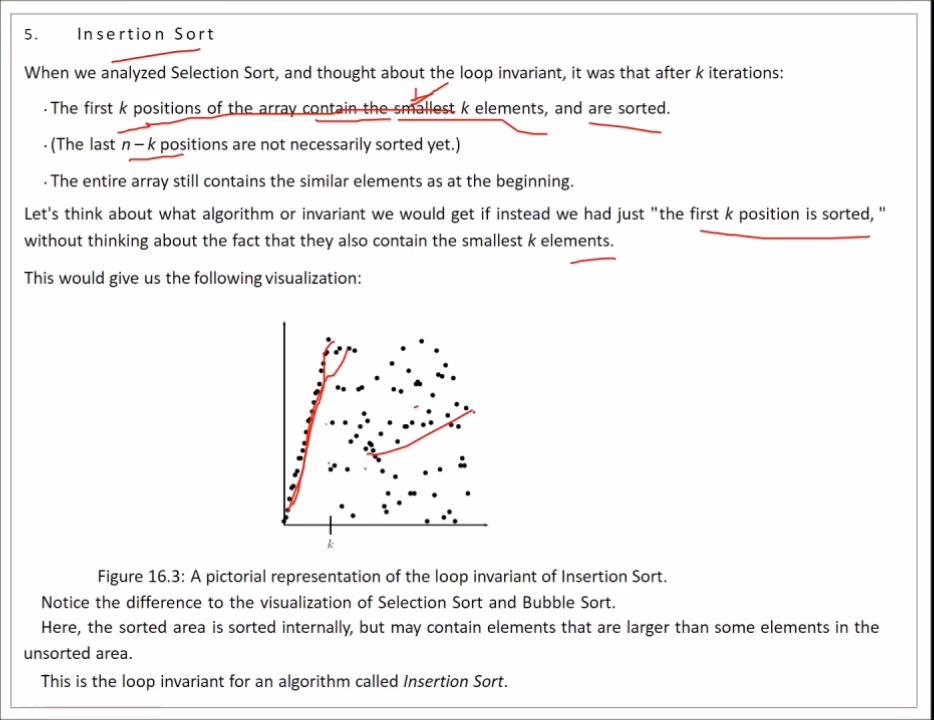 5. Insertion Sort
When we analyzed Selection Sort, and thought about the loop invariant, it was that after k iterations:
·The first k positions of the array contain the smallest k elements, and are sorted.
·(The last n – k positions are not necessarily sorted yet.)
·The entire array still contains the similar elements as at the beginning.
Let's think about what algorithm or invariant we would get if instead we had just "the first k position is sorted, "
without thinking about the fact that they also contain the smallest k elements.
This would give us the following visualization:
k
Figure 16.3: A pictorial representation of the loop invariant of Insertion Sort.
Notice the difference to the visualization of Selection Sort and Bubble Sort.
Here, the sorted area is sorted internally, but may contain elements that are larger than some elements in the
unsorted area.
This is the loop invariant for an algorithm called Insertion Sort.